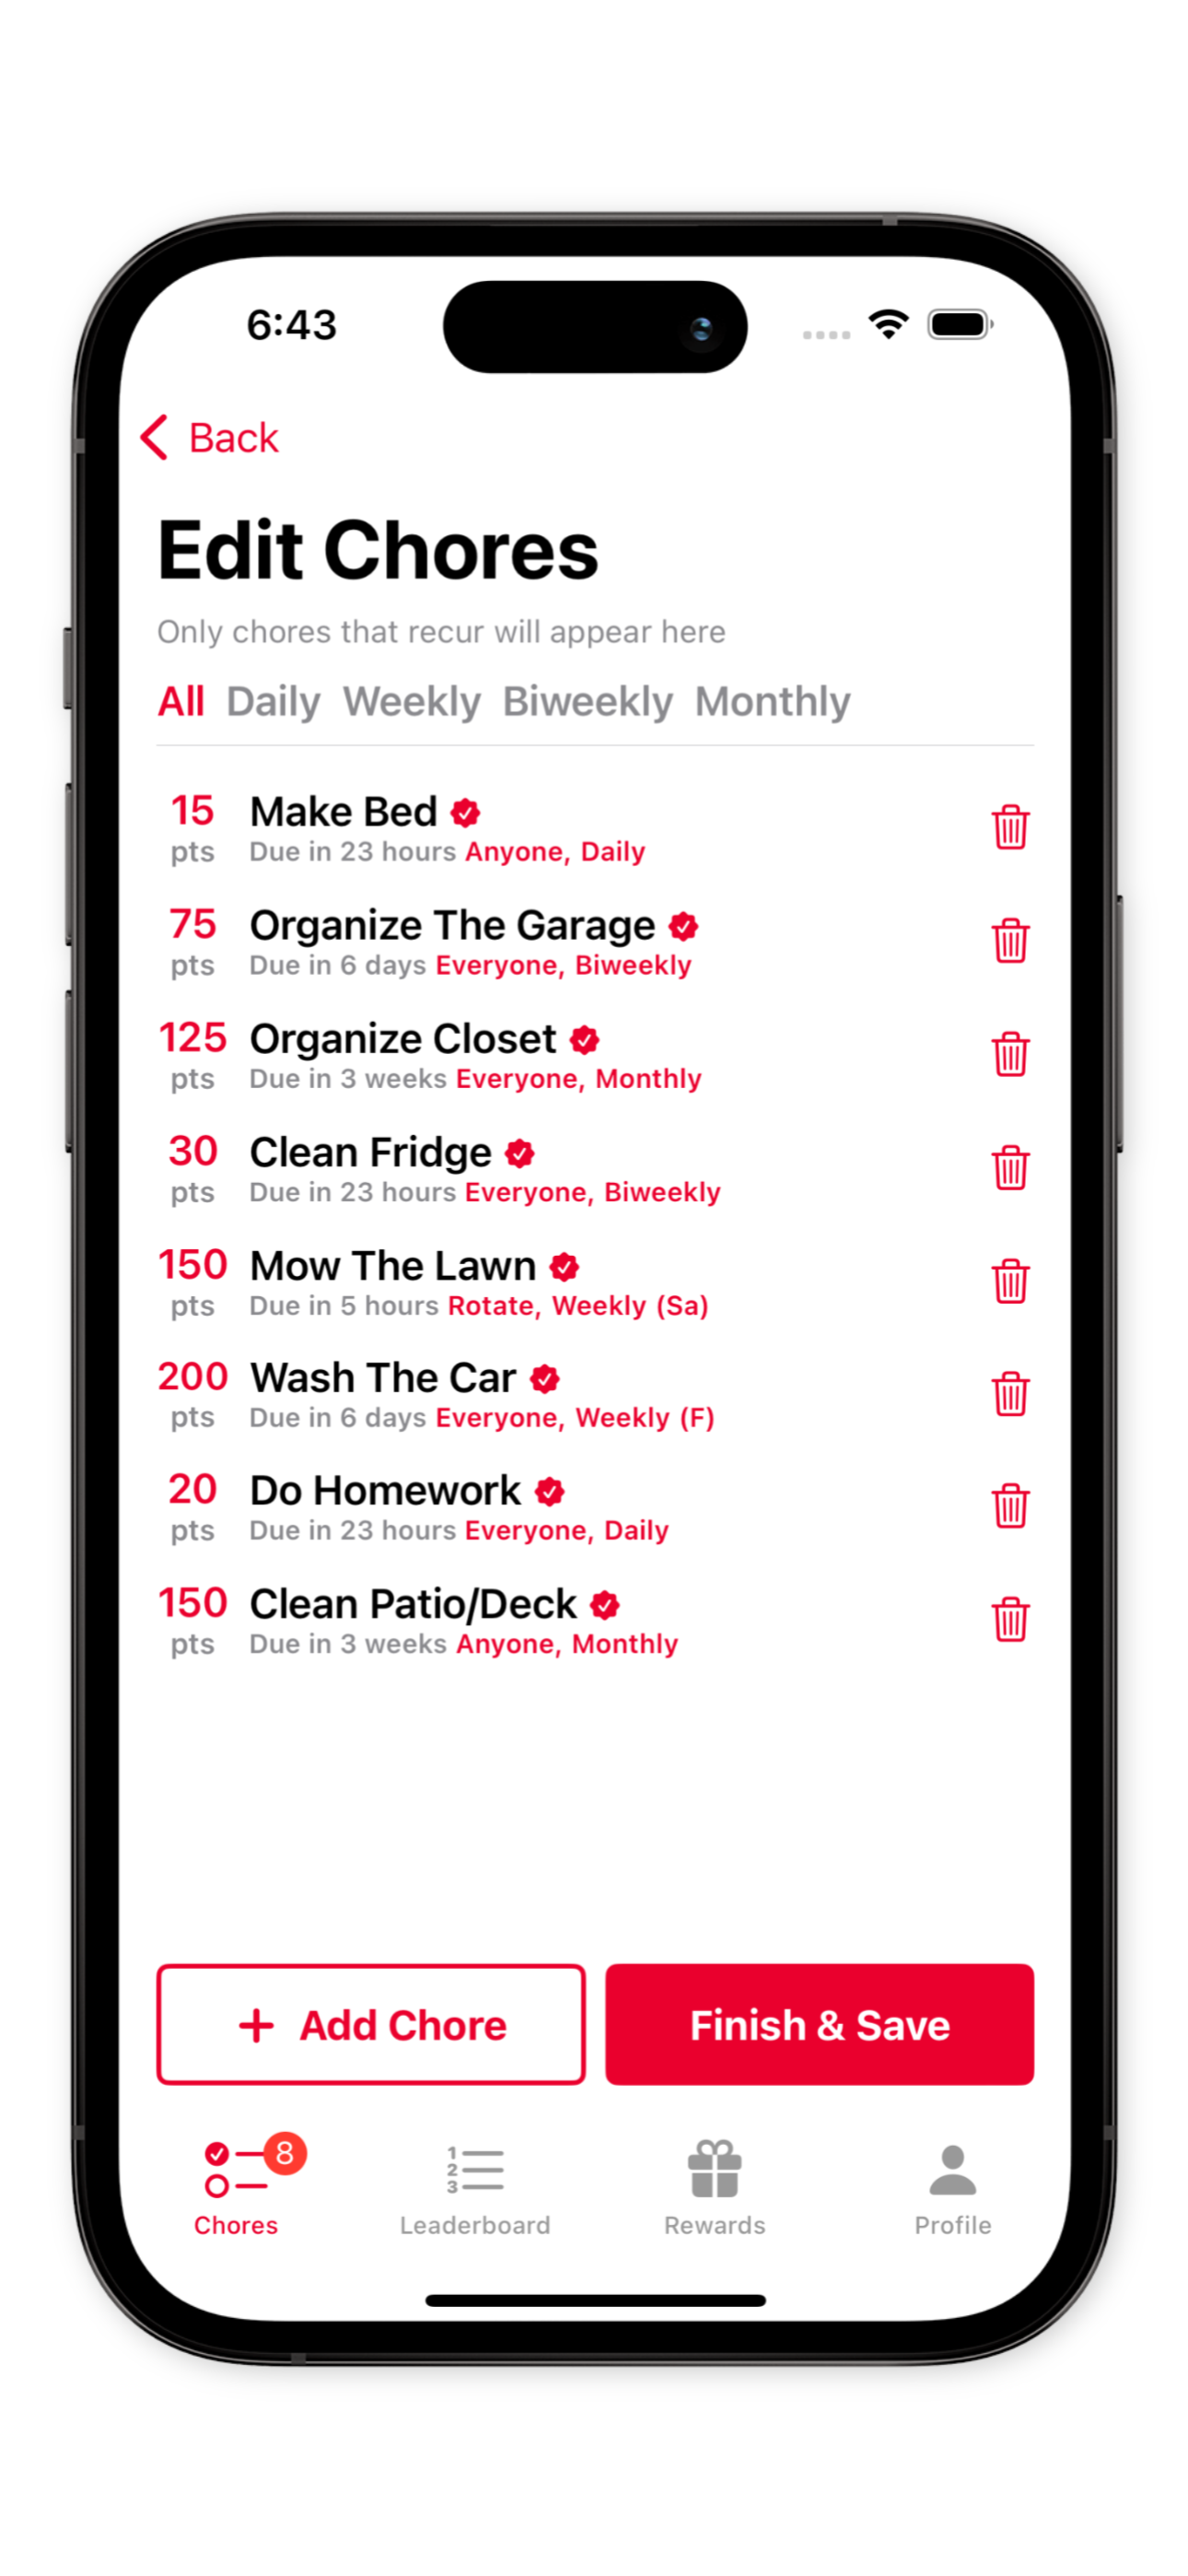 6:43
Back
Edit Chores
Only chores that recur will appear here
All Daily Weekly Biweekly Monthly
15 Make Bed
pts Due in 23 hours Anyone, Daily
75 Organize The Garage
pts Due in 6 days Everyone, Biweekly
125 Organize Closet
pts Due in 3 weeks Everyone, Monthly
30 Clean Fridge
pts Due in 23 hours Everyone, Biweekly
150 Mow The Lawn
pts Due in 5 hours Rotate, Weekly (Sa)
200 Wash The Car
pts Due in 6 days Everyone, Weekly (F)
20 Do Homework
pts Due in 23 hours Everyone, Daily
150 Clean Patio/Deck
pts Due in 3 weeks Anyone, Monthly
+ Add Chore Finish & Save
8
1
2
3
Chores Leaderboard Rewards Profile